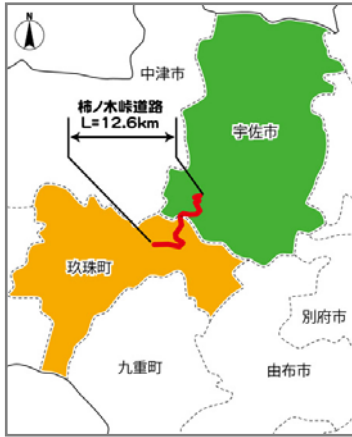 N
中津市
柿ノ木峠道路
L=12.6km
宇佐市
玖珠町
別府市
九重町
由布市